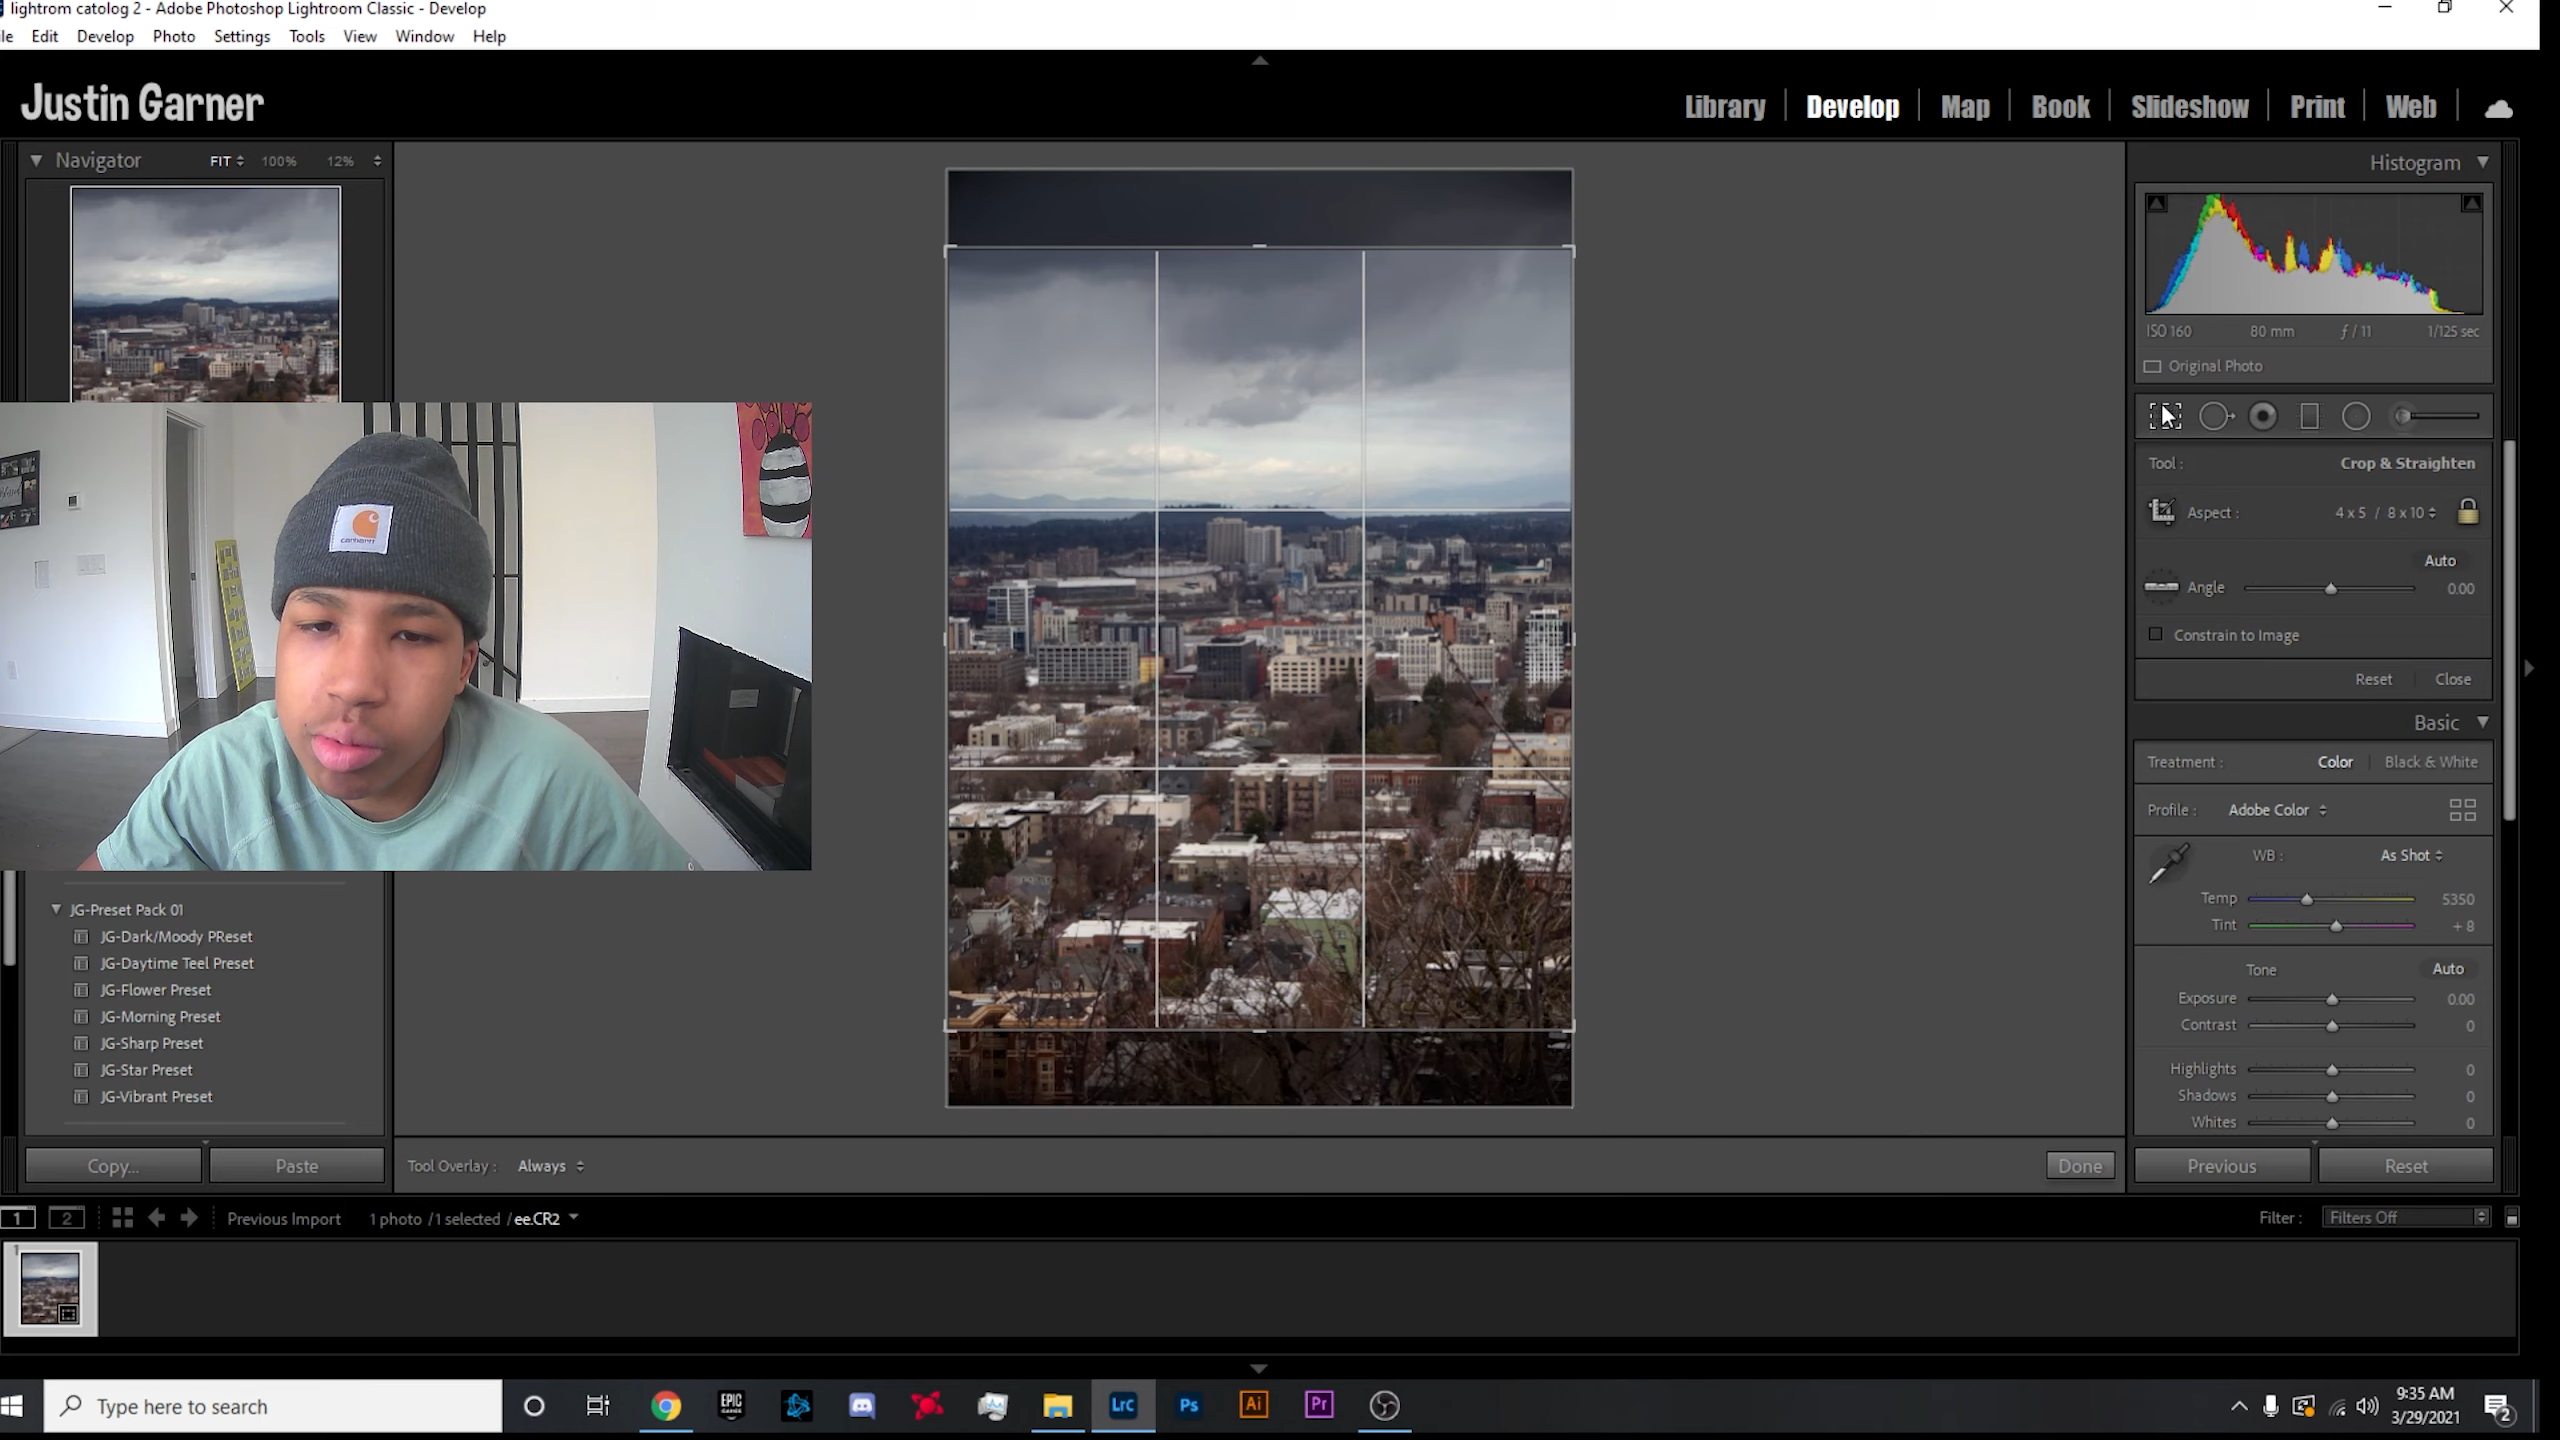 lightrom catolog 2 - Adobe Photoshop Lightroom Classic - Develop
ile Edit Develop Photo Settings Tools View Window Help
Justin Garner
Library Develop Map Book Slideshow Print Web
Navigator FIT 100% 12%
Histogram
ISO 160 80 mm ƒ / 11 1/125 sec
Original Photo
Tool : Crop & Straighten
Aspect : 4 x 5 / 8 x 10
Auto
Angle 0.00
Constrain to Image
Reset Close
Basic
Treatment : Color Black & White
Profile : Adobe Color
WB : As Shot
Temp 5350
Tint + 8
Tone Auto
Exposure 0.00
Contrast 0
Highlights 0
Shadows 0
Whites 0
Previous Reset
carhartt
JG-Preset Pack 01
JG-Dark/Moody PReset
JG-Daytime Teel Preset
JG-Flower Preset
JG-Morning Preset
JG-Sharp Preset
JG-Star Preset
JG-Vibrant Preset
Copy... Paste
Tool Overlay : Always
Done
1 2 Previous Import 1 photo / 1 selected / ee.CR2
Filter : Filters Off
1
Type here to search
EPIC GAMES
Lrc Ps Ai Pr
9:35 AM
3/29/2021
2